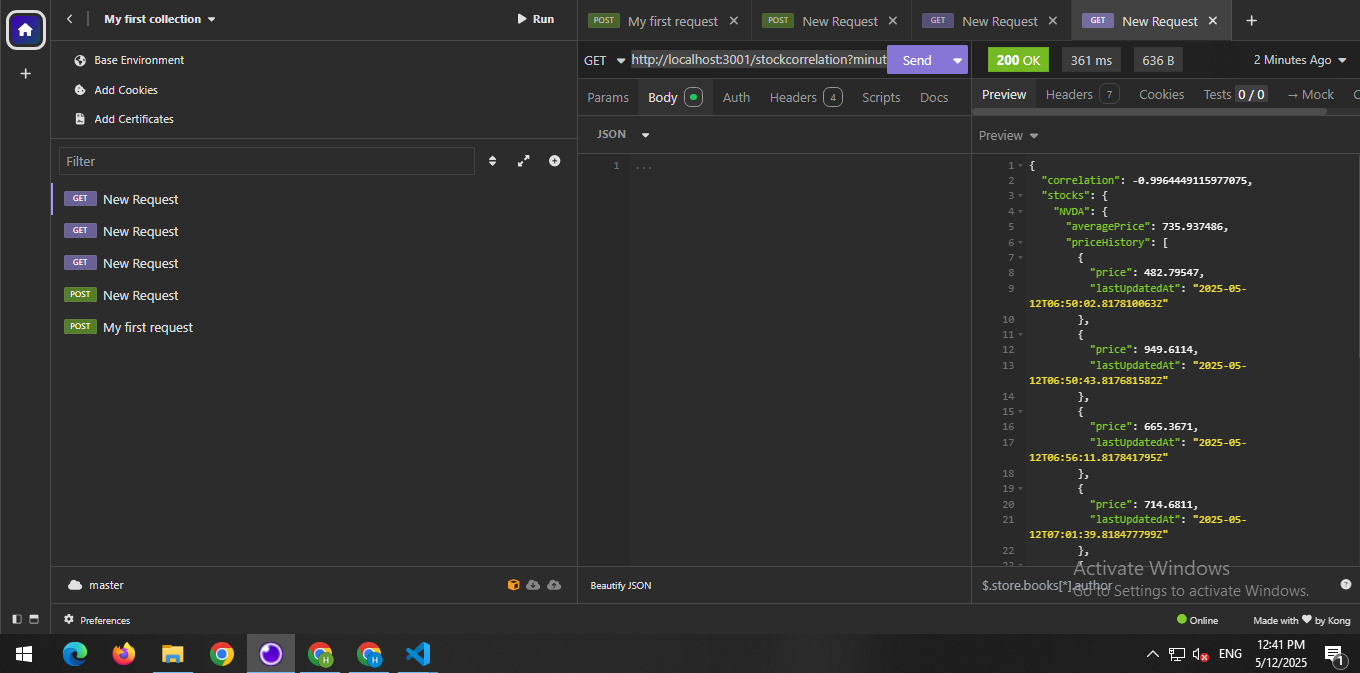 My first collection
Run
Base Environment
Add Cookies
Add Certificates
Filter
GET New Request
GET New Request
GET New Request
POST New Request
POST My first request
master
Preferences
POST My first request
POST New Request
GET New Request
GET New Request
GET http://localhost:3001/stockcorrelation?minut Send
Params Body Auth Headers 4 Scripts Docs
JSON
1 ...
Beautify JSON
200 OK 361 ms 636 B 2 Minutes Ago
Preview Headers 7 Cookies Tests 0 / 0 → Mock C
Preview
1 {
2 "correlation": -0.9964449115977075,
3 "stocks": {
4 "NVDA": {
5 "averagePrice": 735.937486,
6 "priceHistory": [
7 {
8 "price": 482.79547,
9 "lastUpdatedAt": "2025-05-
12T06:50:02.817810063Z"
10 },
11 {
12 "price": 949.6114,
13 "lastUpdatedAt": "2025-05-
12T06:50:43.817681582Z"
14 },
15 {
16 "price": 665.3671,
17 "lastUpdatedAt": "2025-05-
12T06:56:11.817841795Z"
18 },
19 {
20 "price": 714.6811,
21 "lastUpdatedAt": "2025-05-
12T07:01:39.818477799Z"
22 },
23 {
Activate Windows
$.store.books[*].author
Go to Settings to activate Windows.
Online
Made with by Kong
ENG
12:41 PM
5/12/2025
1